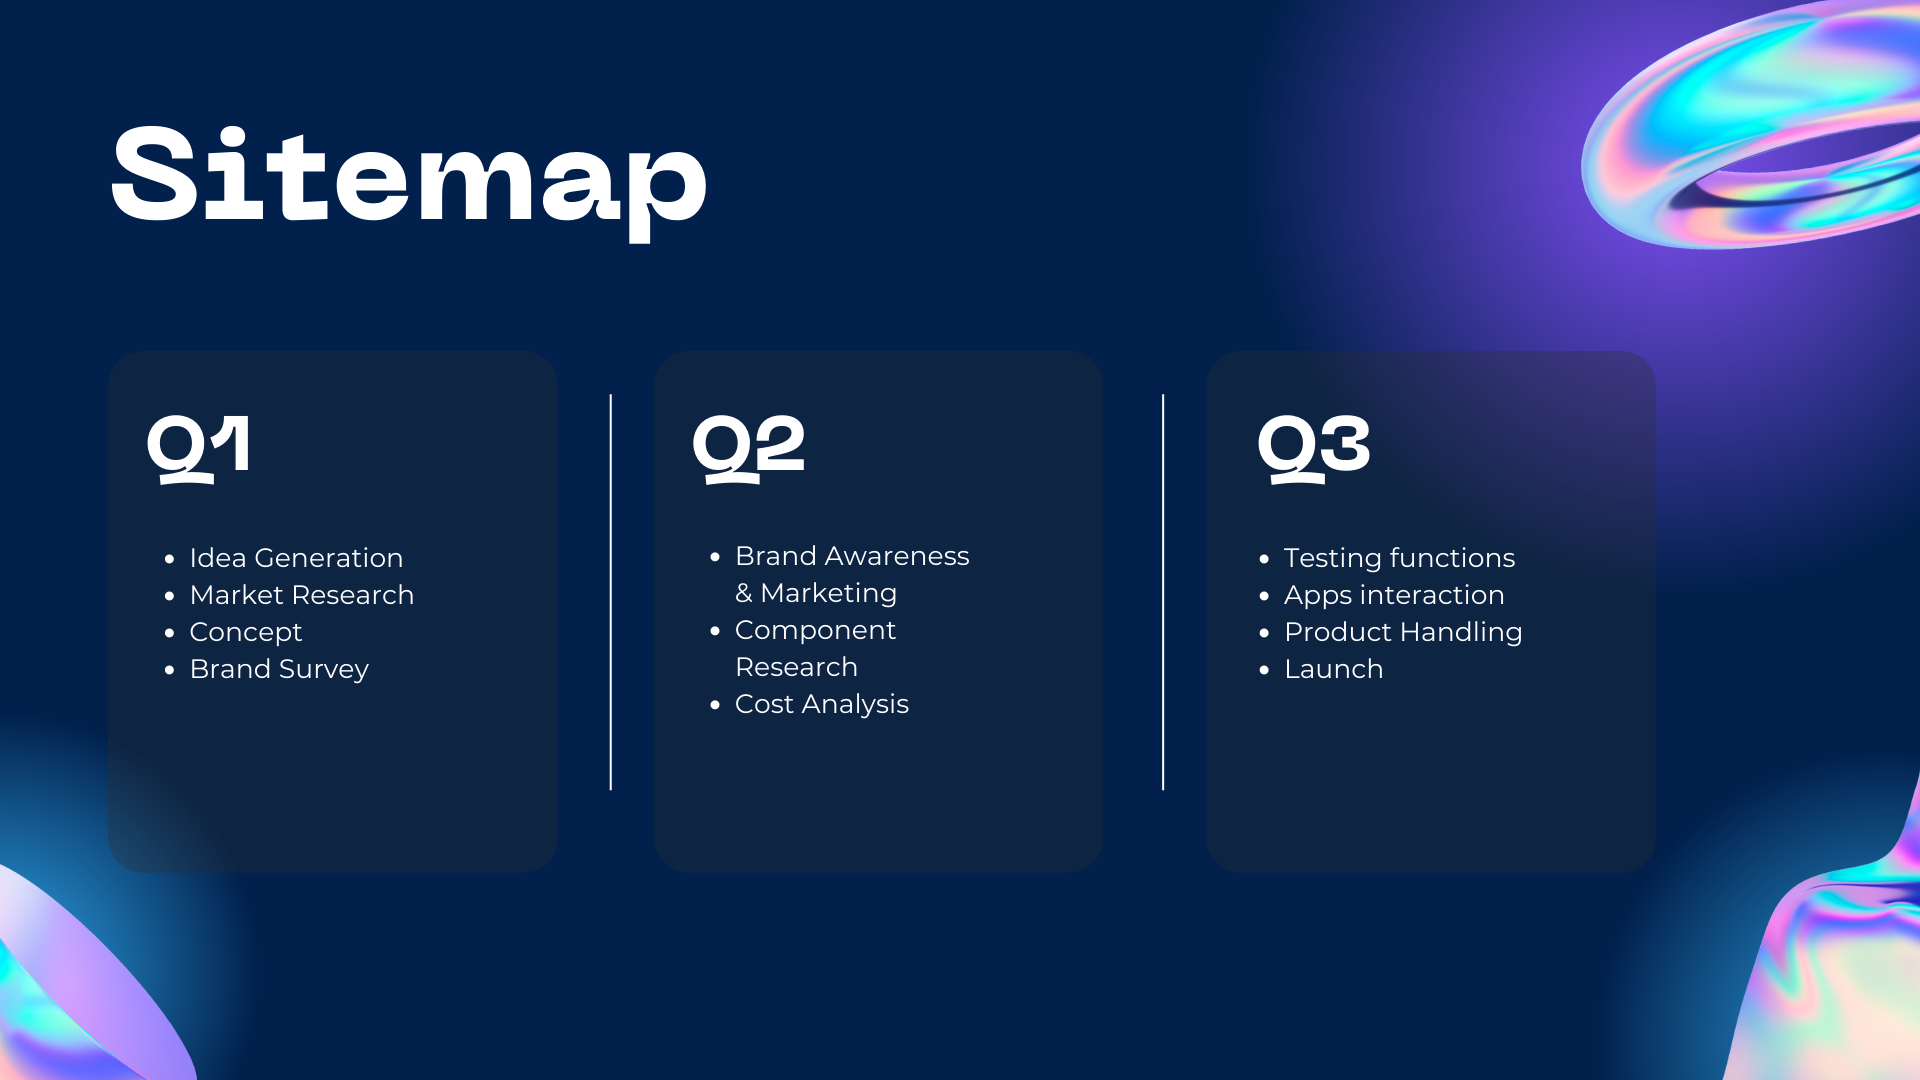 Sitemap
Q1
Idea Generation
Market Research
Concept
Brand Survey
Q2
Brand Awareness
& Marketing
Component
Research
Cost Analysis
Q3
Testing functions
Apps interaction
Product Handling
Launch